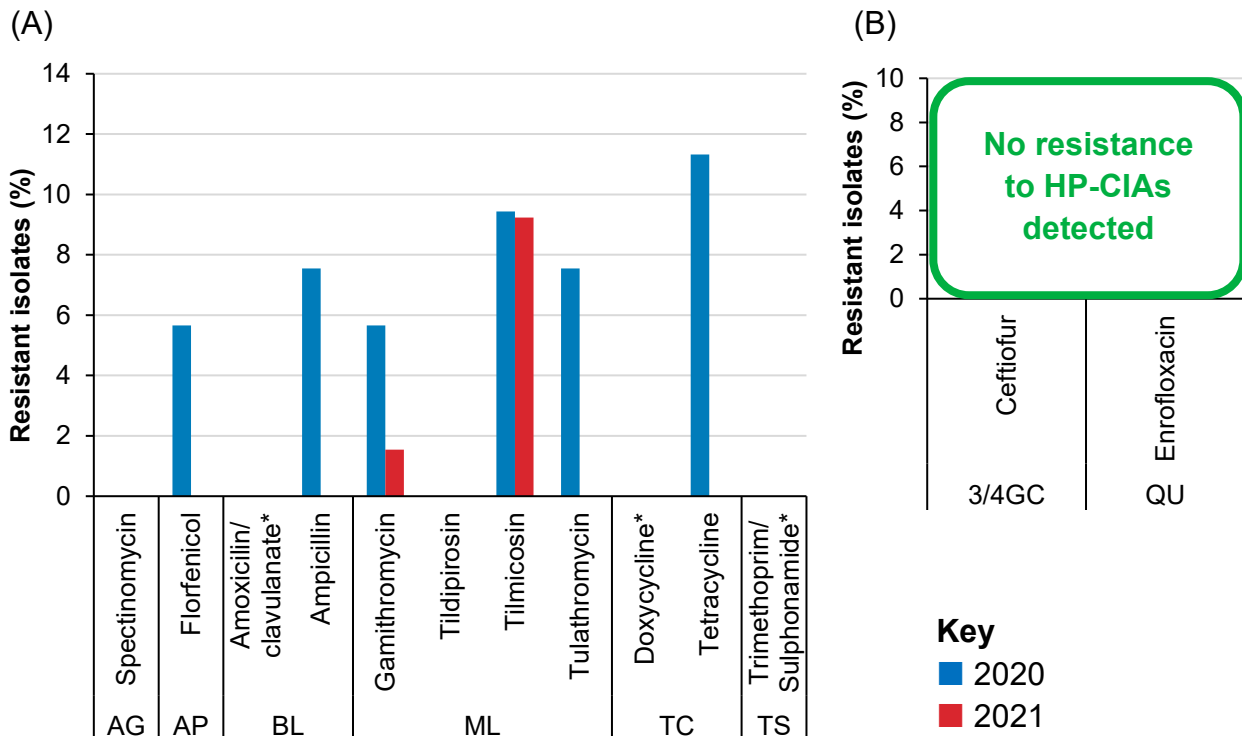 (A)
Resistant isolates (%)
14
12
10
8
6
4
2
0
Spectinomycin
Florfenicol
Amoxicilin/
clavulanate*
Ampicillin
Gamithromycin
Tildipirosin
Tilmicosin
Tulathromycin
Doxycycline*
Tetracycline
Trimethoprim/
Sulphonamide*
AG
AP
BL
ML
TC
TS
(B)
Resistant isolates (%)
10
8
6
4
2
0
No resistance
to HP-CIAs
detected
Ceftiofur
Enrofloxacin
3/4GC
QU
Key
2020
2021